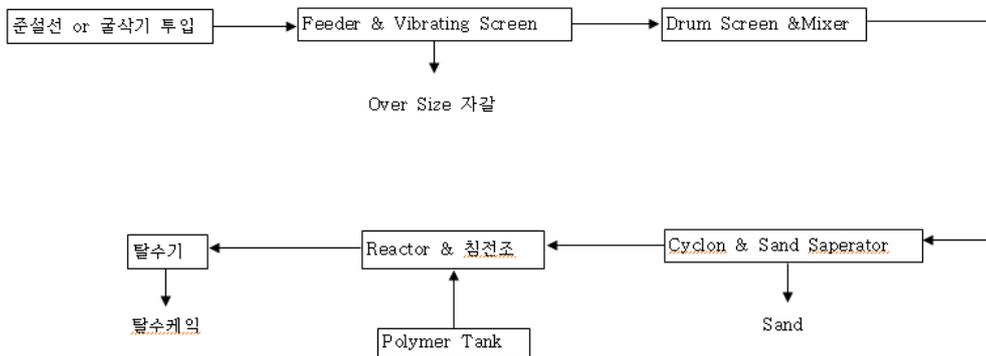 준설선 or 굴삭기 투입
Feeder & Vibrating Screen
Drum Screen &Mixer
Over Size 자갈
탈수기
Reactor & 침전조
Cyclon & Sand Saperator
탈수케익
Sand
Polymer Tank